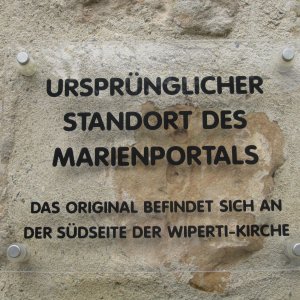 URSPRÜNGLICHER
STANDORT DES
MARIENPORTALS
DAS ORIGINAL BEFINDET SICH AN
DER SÜDSEITE DER WIPERTI-KIRCHE